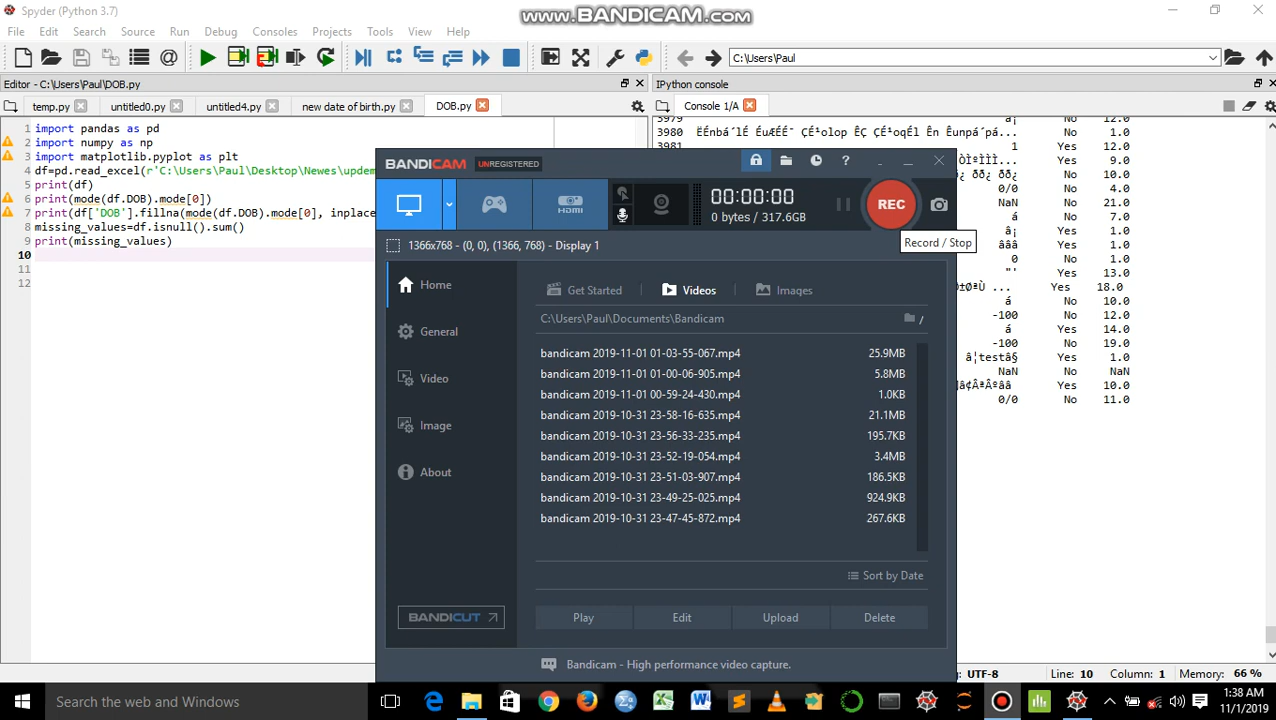 Spyder (Python 3.7)
www.BANDICAM.com
File Edit Search Source Run Debug Consoles Projects Tools View Help
C:\Users\Paul
Editor - C:\Users\Paul\DOB.py
IPython console
temp.py untitled0.py untitled4.py new date of birth.py DOB.py
Console 1/A
1 import pandas as pd
2 import numpy as np
3 import matplotlib.pyplot as plt
4 df=pd.read_excel(r'C:\Users\Paul\Desktop\Newes\updem
5 print(df)
6 print(mode(df.DOB).mode[0])
7 print(df['DOB'].fillna(mode(df.DOB).mode[0], inplace
8 missing_values=df.isnull().sum()
9 print(missing_values)
10
11
12
3979 No 12.0
3980 No 1.0
3981 1 Yes 12.0
Yes 9.0
No 10.0
0/0 No 4.0
NaN No NaN
á No 7.0
â¡ No 1.0
âââ No 1.0
0 No 1.0
"' Yes 13.0
Yes 18.0
á No 10.0
-100 No 12.0
á Yes 14.0
-100 No 19.0
â¦testâ§ Yes 1.0
NaN No NaN
Yes 10.0
0/0 No 11.0
BANDICAM UNREGISTERED
?
HDMI
00:00:00
0 bytes / 317.6GB
REC
Record / Stop
1366x768 - (0, 0), (1366, 768) - Display 1
Home
General
Video
Image
About
BANDICUT
Get Started Videos Images
C:\Users\Paul\Documents\Bandicam /
bandicam 2019-11-01 01-03-55-067.mp4 25.9MB
bandicam 2019-11-01 01-00-06-905.mp4 5.8MB
bandicam 2019-11-01 00-59-24-430.mp4 1.0KB
bandicam 2019-10-31 23-58-16-635.mp4 21.1MB
bandicam 2019-10-31 23-56-33-235.mp4 195.7KB
bandicam 2019-10-31 23-52-19-054.mp4 3.4MB
bandicam 2019-10-31 23-51-03-907.mp4 186.5KB
bandicam 2019-10-31 23-49-25-025.mp4 924.9KB
bandicam 2019-10-31 23-47-45-872.mp4 267.6KB
Sort by Date
Play Edit Upload Delete
Bandicam - High performance video capture.
UTF-8 Line: 10 Column: 1 Memory: 66 %
Search the web and Windows
1:38 AM
11/1/2019